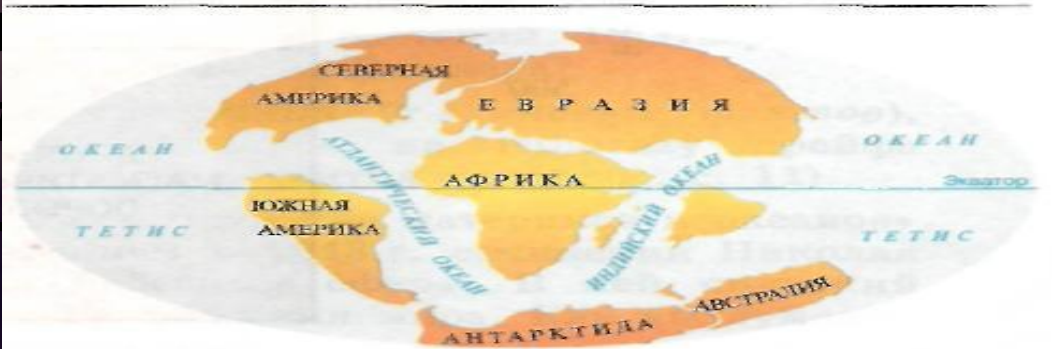 СЕВЕРНАЯ
АМЕРИКА
ЕВРАЗИЯ
ОКЕАН
ОКЕАН
АТЛАНТИЧЕСКИЙ ОКЕАН
АФРИКА
ИНДИЙСКИЙ ОКЕАН
Экватор
ЮЖНАЯ
АМЕРИКА
ТЕТИС
ТЕТИС
АВСТРАЛИЯ
АНТАРКТИДА